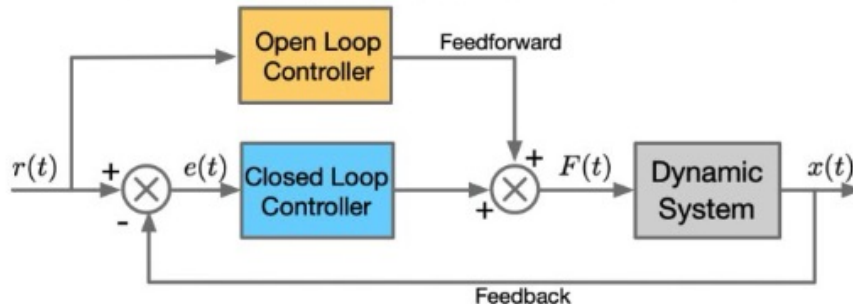 Open Loop
Controller
Feedforward
r(t)
+
-
e(t)
Closed Loop
Controller
+
+
F(t)
Dynamic
System
x(t)
Feedback